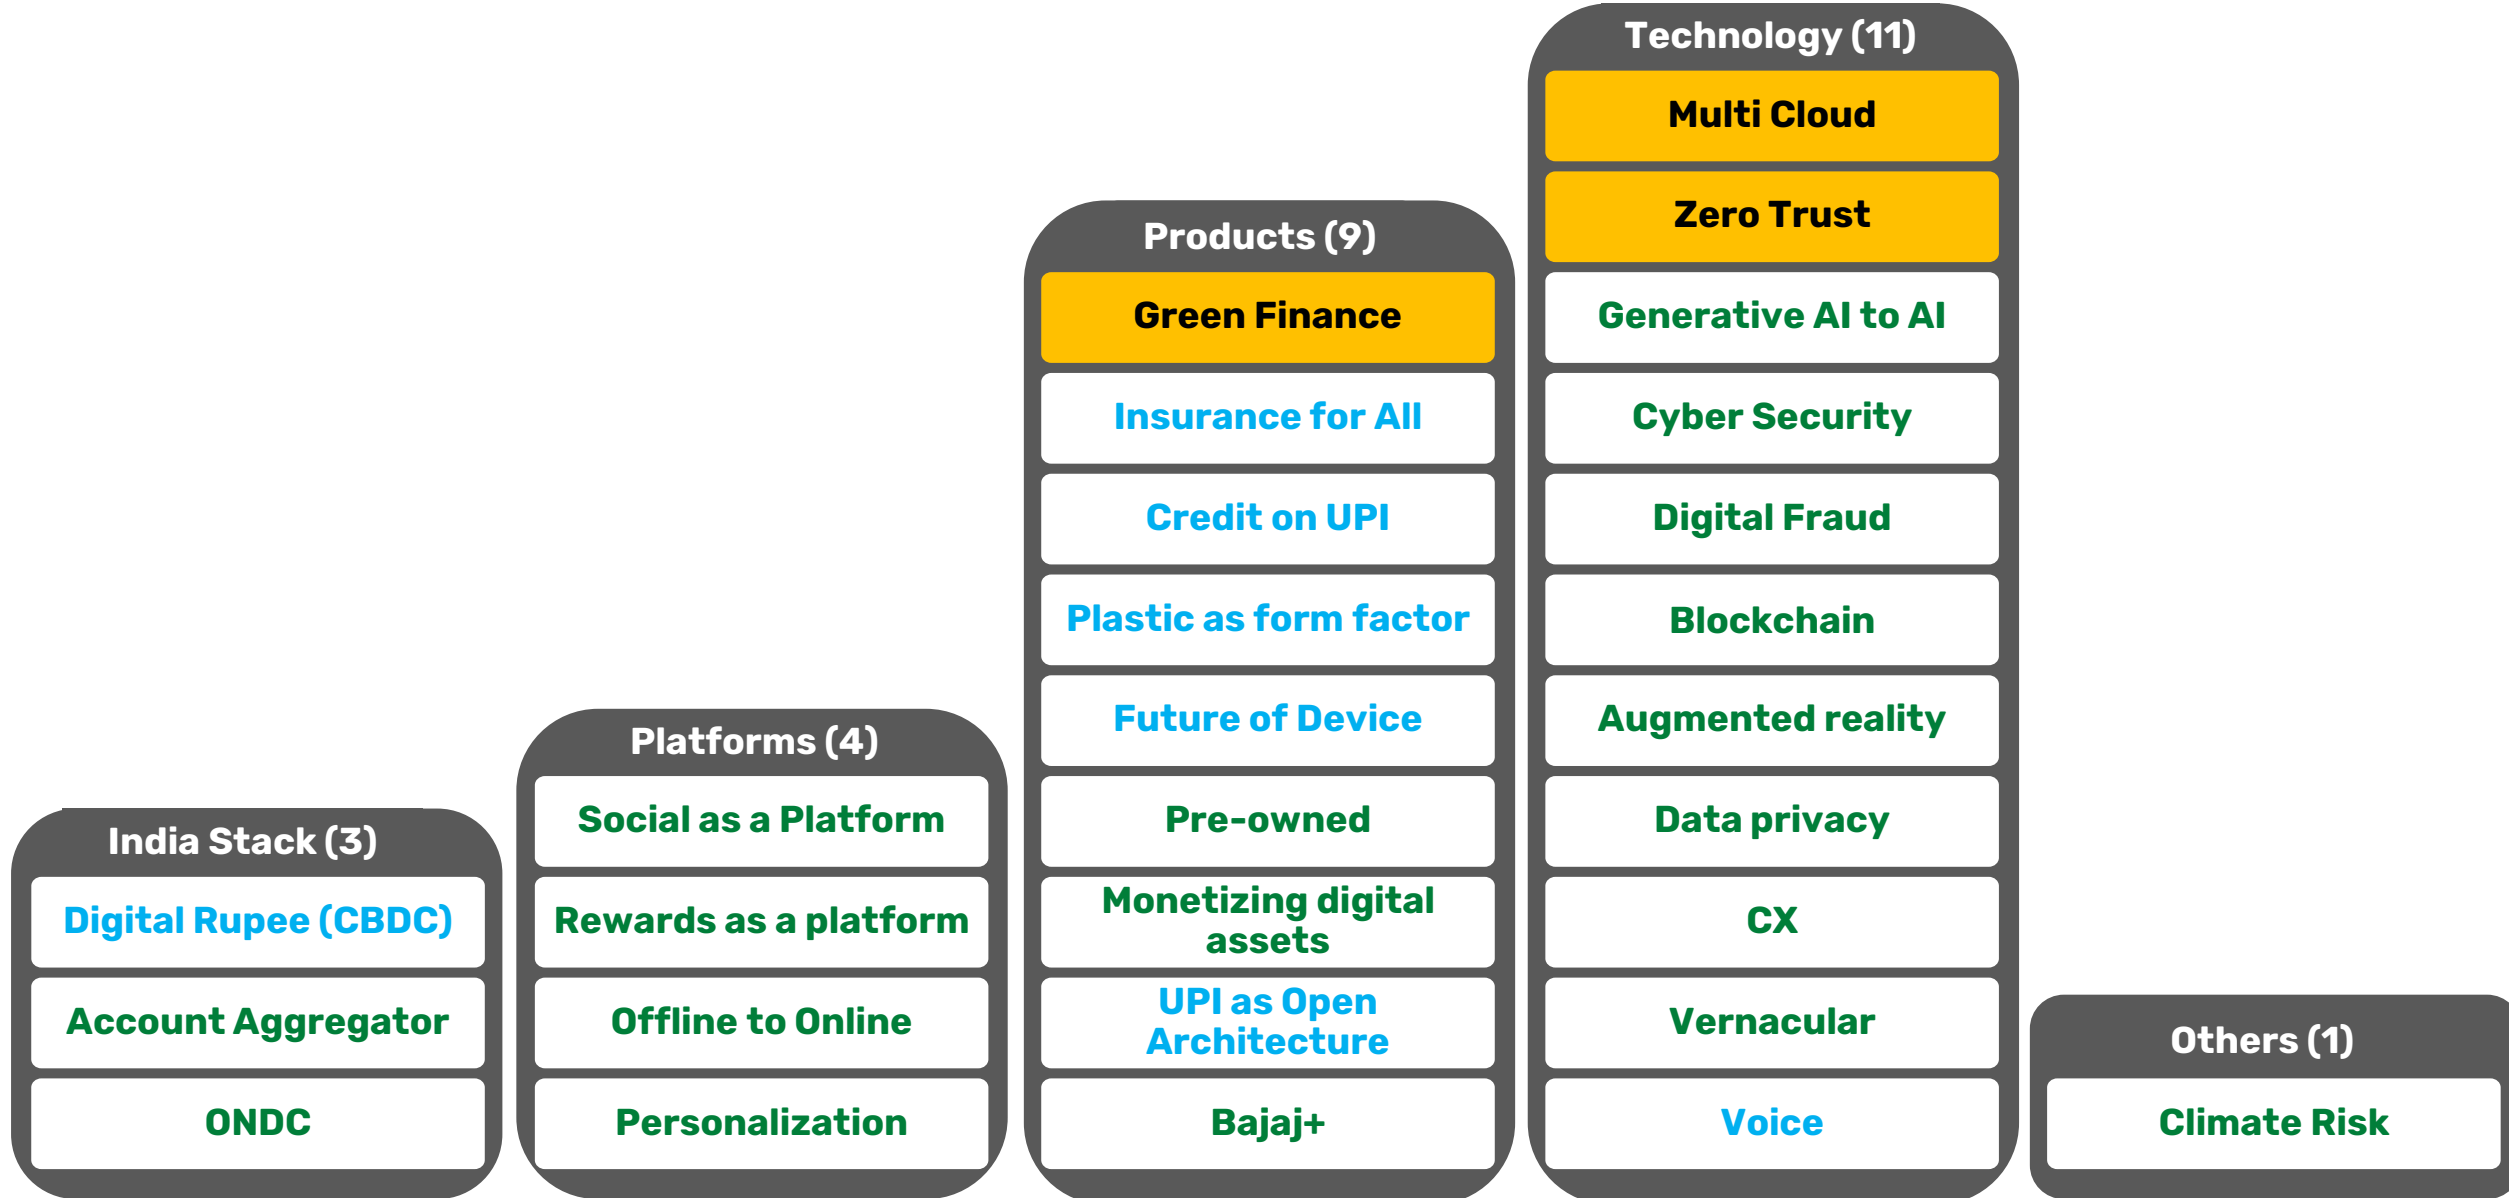 India Stack (3)
Digital Rupee (CBDC)
Account Aggregator
ONDC
Platforms (4)
Social as a Platform
Rewards as a platform
Offline to Online
Personalization
Products (9)
Green Finance
Insurance for All
Credit on UPI
Plastic as form factor
Future of Device
Pre-owned
Monetizing digital
assets
UPI as Open
Architecture
Bajaj+
Technology (11)
Multi Cloud
Zero Trust
Generative AI to AI
Cyber Security
Digital Fraud
Blockchain
Augmented reality
Data privacy
CX
Vernacular
Voice
Others (1)
Climate Risk